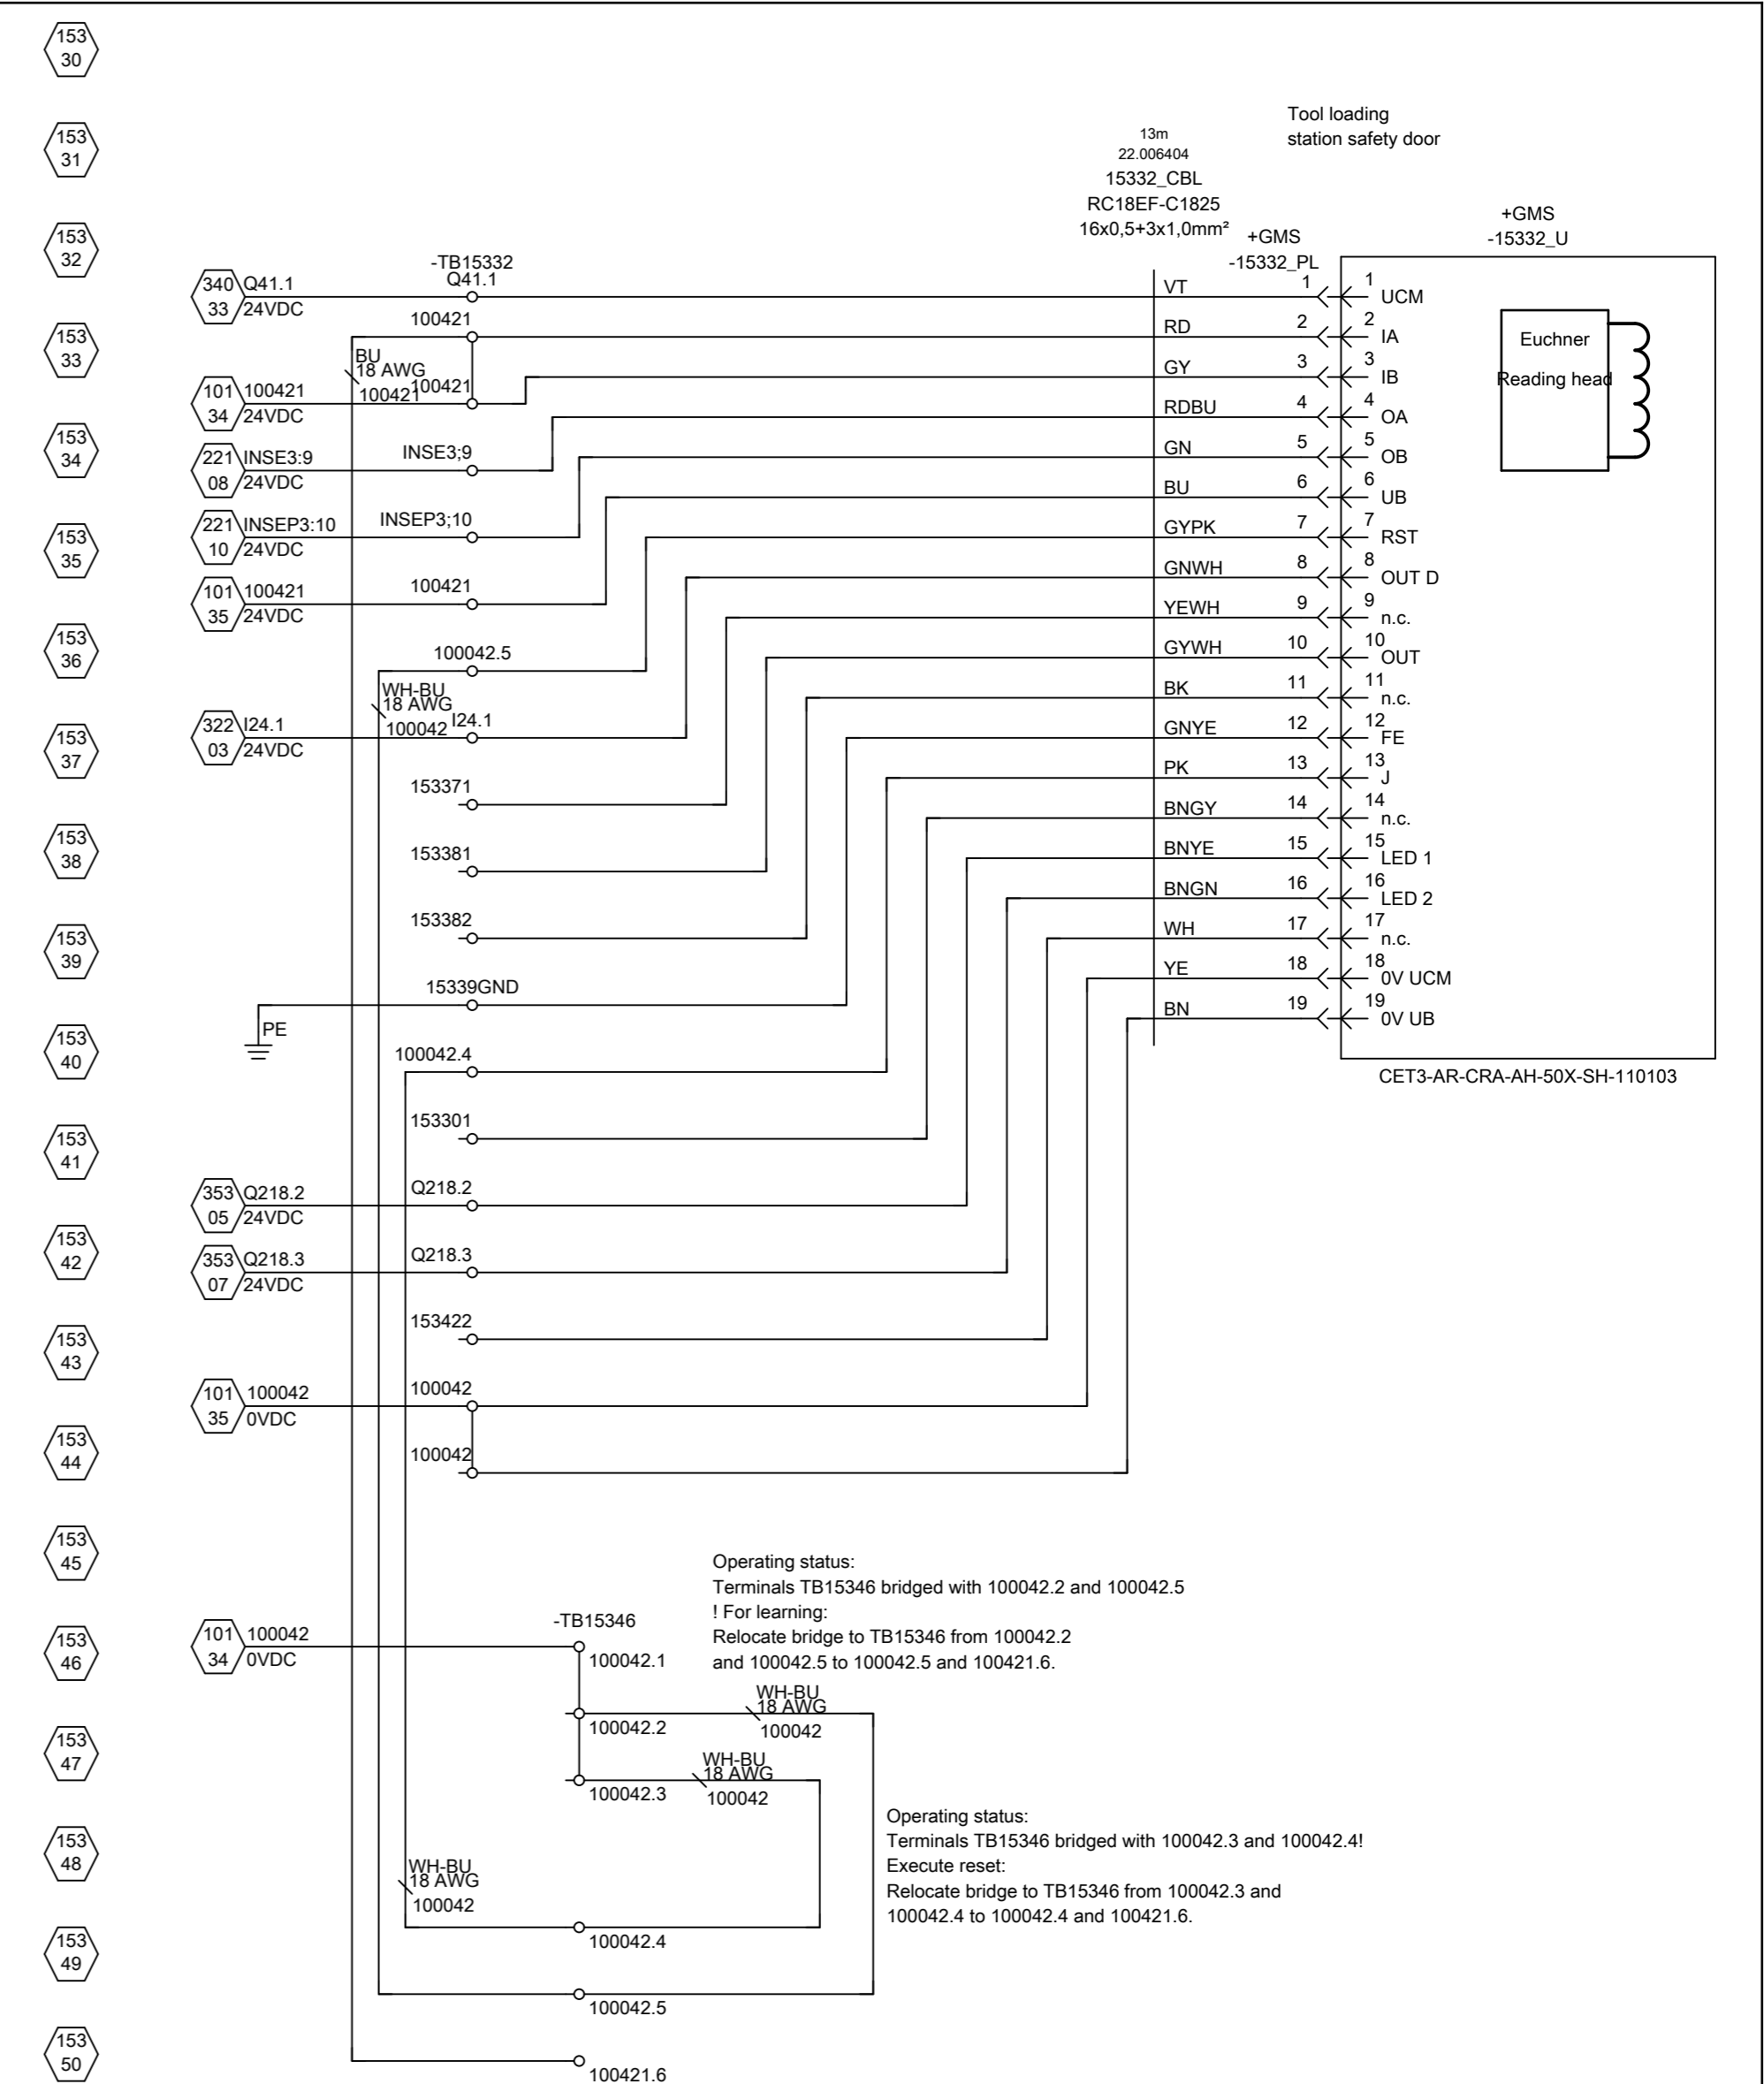 153
30
153
31
153
32
153
33
153
34
153
35
153
36
153
37
153
38
153
39
153
40
153
41
153
42
153
43
153
44
153
45
153
46
153
47
153
48
153
49
153
50
Tool loading
station safety door
13m
22.006404
15332_CBL
RC18EF-C1825
16x0,5+3x1,0mm²
+GMS
-15332_PL
+GMS
-15332_U
-TB15332
340 Q41.1
33 24VDC
Q41.1
VT 1 1 UCM
100421
RD 2 2 IA
BU
18 AWG
100421
101 100421
34 24VDC
100421
GY 3 3 IB
Euchner
Reading head
RDBU 4 4 OA
221 INSE3:9
08 24VDC
INSE3;9
GN 5 5 OB
221 INSEP3:10
10 24VDC
INSEP3;10
BU 6 6 UB
101 100421
35 24VDC
100421
GYPK 7 7 RST
100042.5
GNWH 8 8 OUT D
WH-BU
18 AWG
100042
YEWH 9 9 n.c.
322 I24.1
03 24VDC
I24.1
GYWH 10 10 OUT
153371
BK 11 11 n.c.
153381
GNYE 12 12 FE
153382
PK 13 13 J
15339GND
PE
BNGY 14 14 n.c.
100042.4
BNYE 15 15 LED 1
153301
BNGN 16 16 LED 2
353 Q218.2
05 24VDC
Q218.2
WH 17 17 n.c.
353 Q218.3
07 24VDC
Q218.3
YE 18 18 0V UCM
153422
BN 19 19 0V UB
CET3-AR-CRA-AH-50X-SH-110103
101 100042
35 0VDC
100042
100042
Operating status:
Terminals TB15346 bridged with 100042.2 and 100042.5
! For learning:
Relocate bridge to TB15346 from 100042.2
and 100042.5 to 100042.5 and 100421.6.
101 100042
34 0VDC
-TB15346
100042.1
100042.2
WH-BU
18 AWG
100042
100042.3
WH-BU
18 AWG
100042
Operating status:
Terminals TB15346 bridged with 100042.3 and 100042.4!
Execute reset:
Relocate bridge to TB15346 from 100042.3 and
100042.4 to 100042.4 and 100421.6.
WH-BU
18 AWG
100042
100042.4
100042.5
100421.6